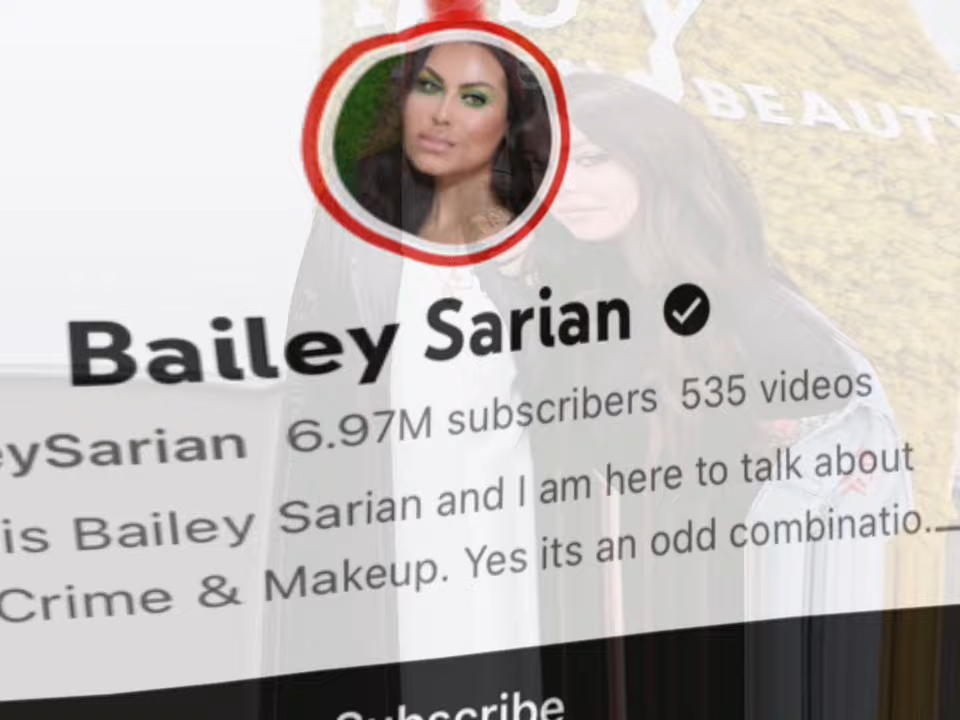 BEAUTY
Bailey Sarian
eySarian 6.97M subscribers 535 videos
is Bailey Sarian and I am here to talk about
Crime & Makeup. Yes its an odd combinatio...
Subscribe